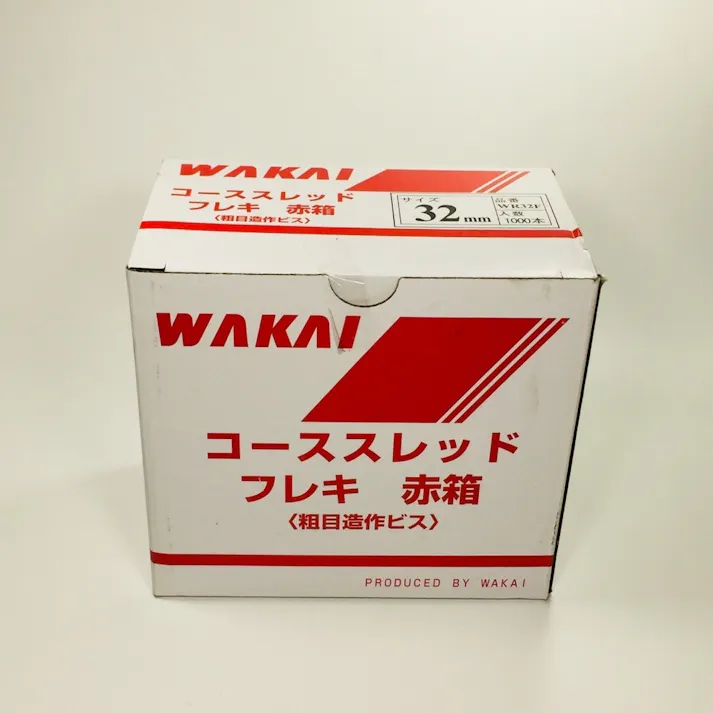 WAKAI
コーススレッド
フレキ 赤箱
〈粗目造作ビス〉
サイズ
32mm
品番
WR32F
入数
1000本
WAKAI
コーススレッド
フレキ 赤箱
〈粗目造作ビス〉
PRODUCED BY WAKAI